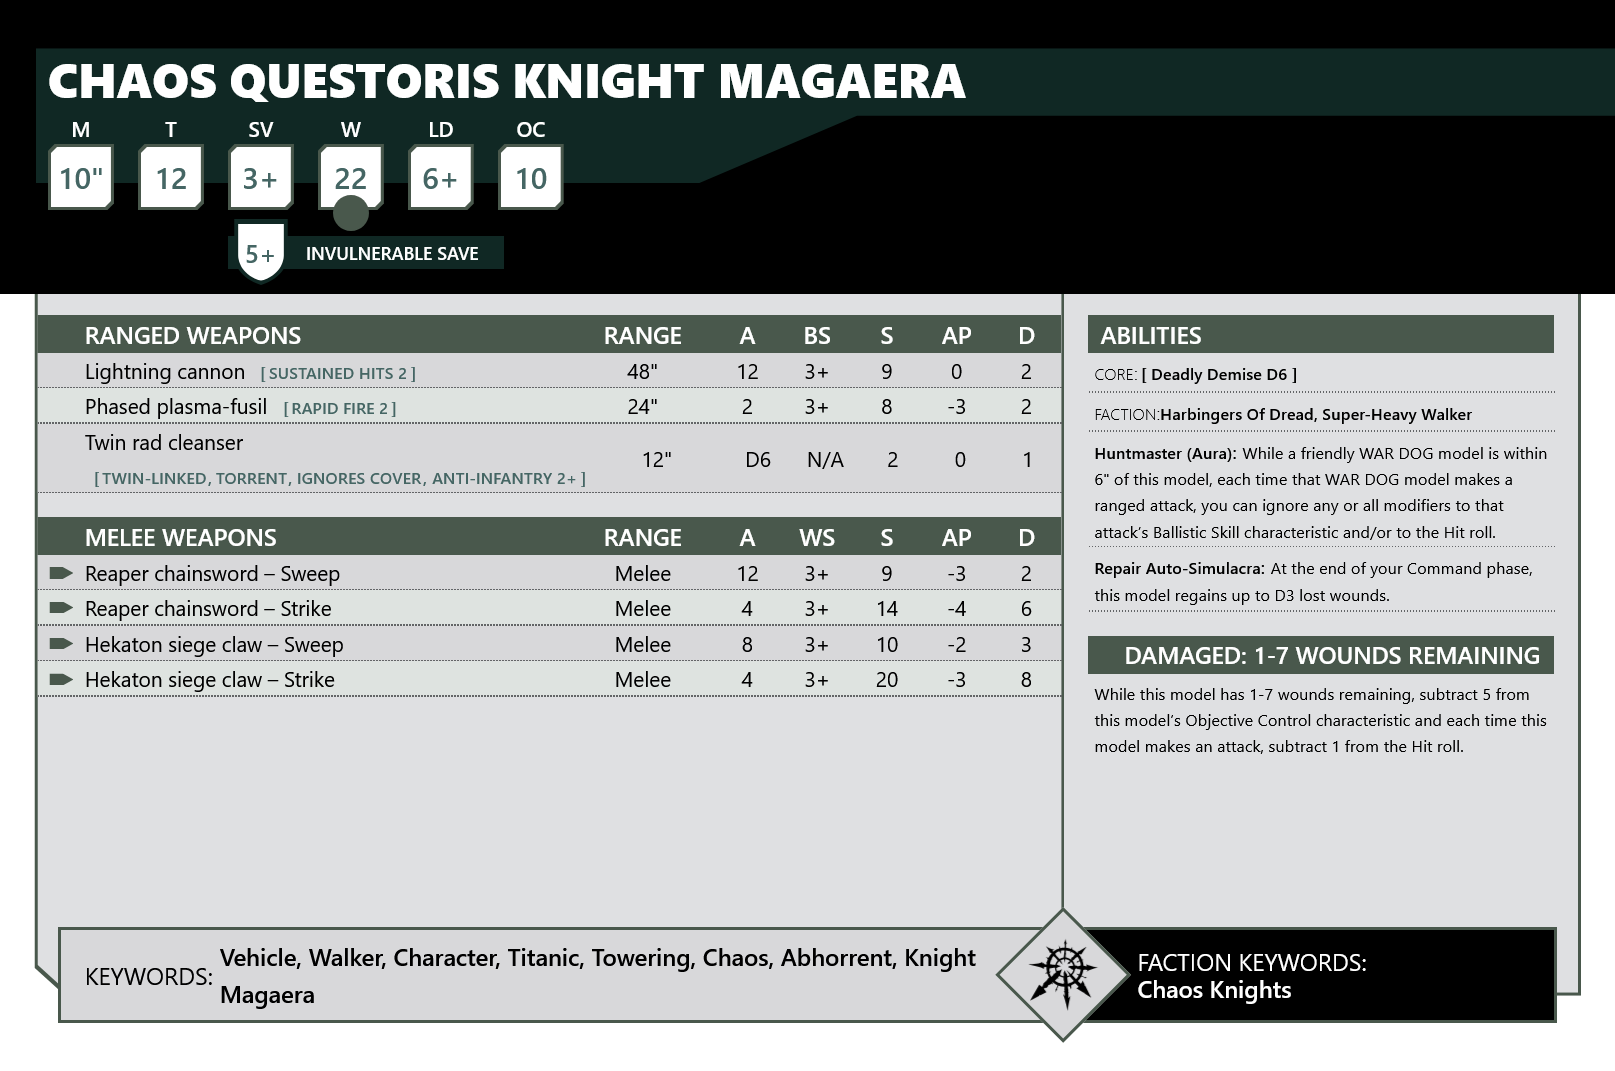 CHAOS QUESTORIS KNIGHT MAGAERA
M T SV W LD OC
10" 12 3+ 22 6+ 10
5+ INVULNERABLE SAVE
RANGED WEAPONS RANGE A BS S AP D
Lightning cannon [ SUSTAINED HITS 2 ] 48" 12 3+ 9 0 2
Phased plasma-fusil [ RAPID FIRE 2 ] 24" 2 3+ 8 -3 2
Twin rad cleanser
12" D6 N/A 2 0 1
[ TWIN-LINKED, TORRENT, IGNORES COVER, ANTI-INFANTRY 2+ ]
MELEE WEAPONS RANGE A WS S AP D
Reaper chainsword – Sweep Melee 12 3+ 9 -3 2
Reaper chainsword – Strike Melee 4 3+ 14 -4 6
Hekaton siege claw – Sweep Melee 8 3+ 10 -2 3
Hekaton siege claw – Strike Melee 4 3+ 20 -3 8
ABILITIES
CORE: [ Deadly Demise D6 ]
FACTION:Harbingers Of Dread, Super-Heavy Walker
Huntmaster (Aura): While a friendly WAR DOG model is within
6" of this model, each time that WAR DOG model makes a
ranged attack, you can ignore any or all modifiers to that
attack’s Ballistic Skill characteristic and/or to the Hit roll.
Repair Auto-Simulacra: At the end of your Command phase,
this model regains up to D3 lost wounds.
DAMAGED: 1-7 WOUNDS REMAINING
While this model has 1-7 wounds remaining, subtract 5 from
this model’s Objective Control characteristic and each time this
model makes an attack, subtract 1 from the Hit roll.
KEYWORDS: Vehicle, Walker, Character, Titanic, Towering, Chaos, Abhorrent, Knight
Magaera
FACTION KEYWORDS:
Chaos Knights